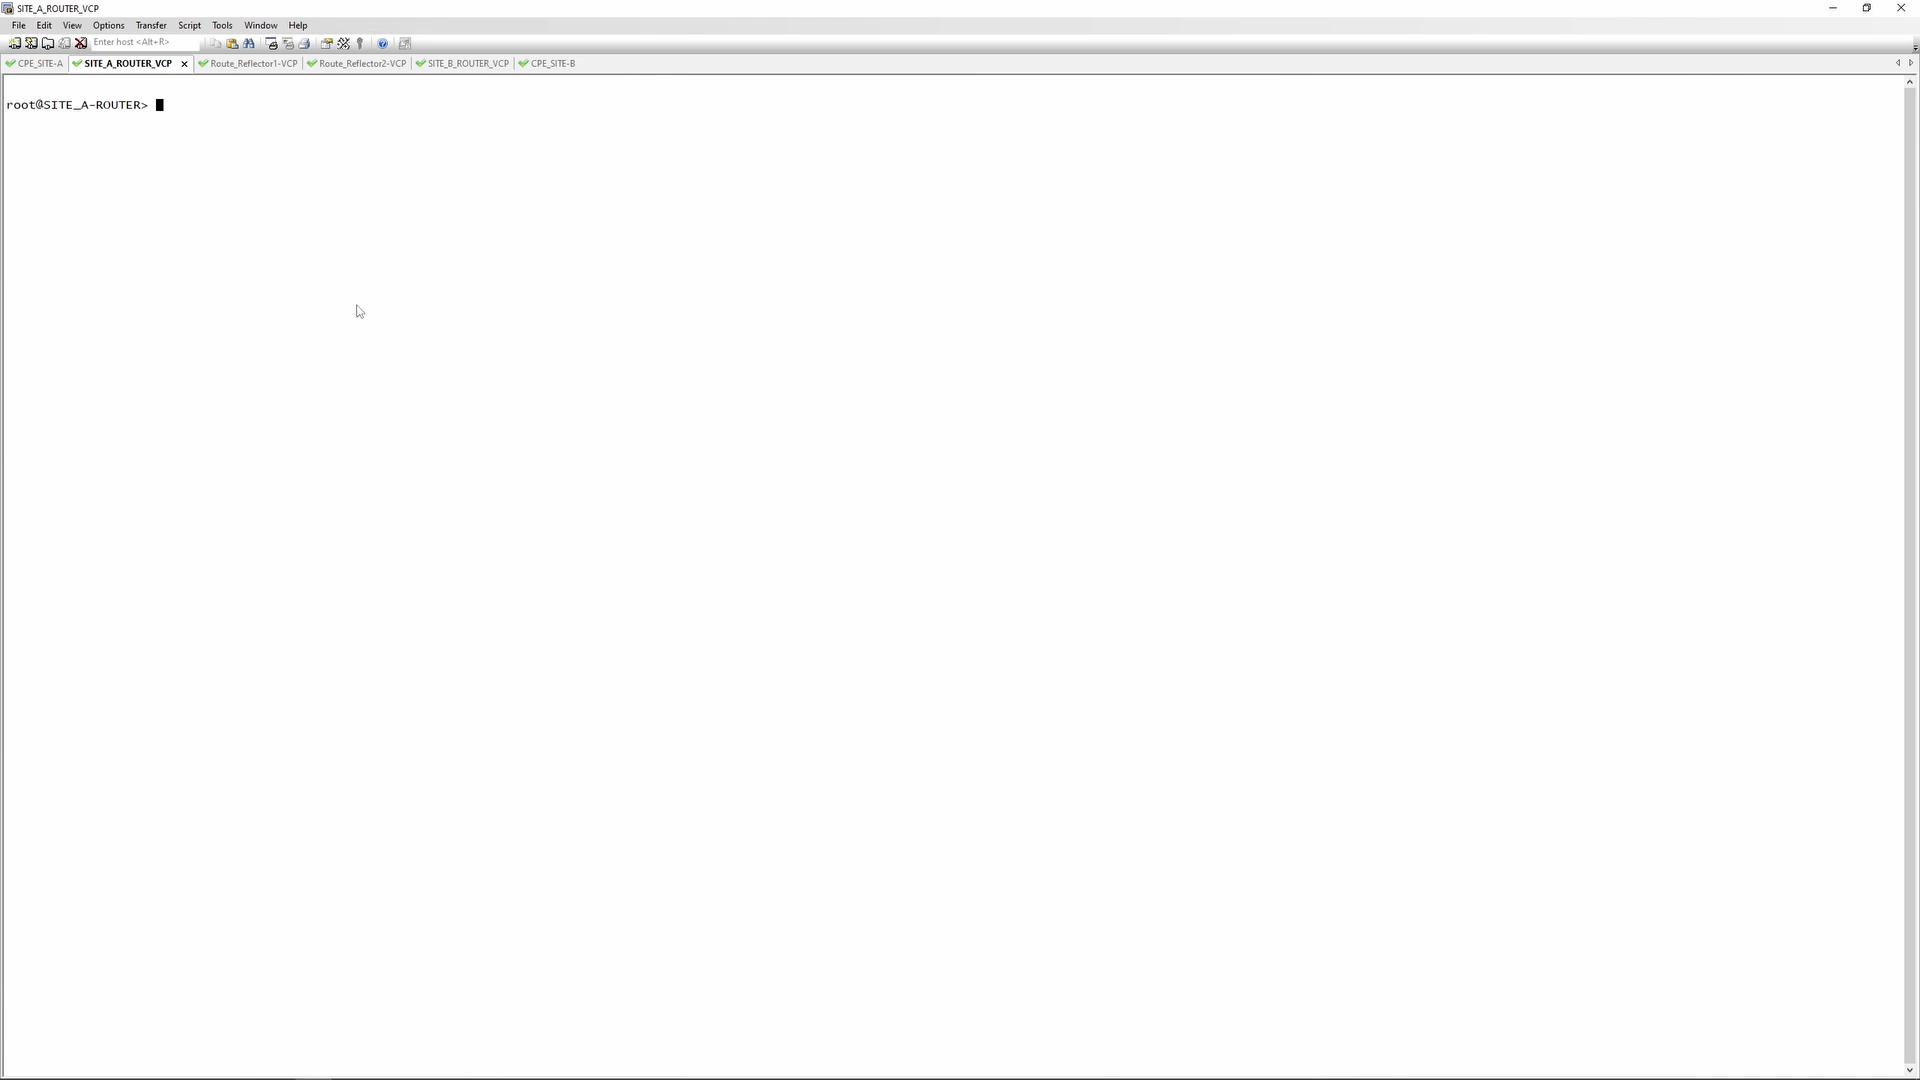 SITE_A_ROUTER_VCP
File Edit View Options Transfer Script Tools Window Help
Enter host <Alt+R>
CPE_SITE-A SITE_A_ROUTER_VCP Route_Reflector1-VCP Route_Reflector2-VCP SITE_B_ROUTER_VCP CPE_SITE-B
root@SITE_A-ROUTER>